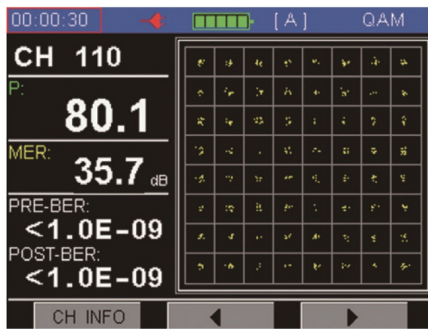 00:00:30 [A] QAM
CH 110
P:
80.1
MER:
35.7 dB
PRE-BER:
<1.0E-09
POST-BER:
<1.0E-09
CH INFO